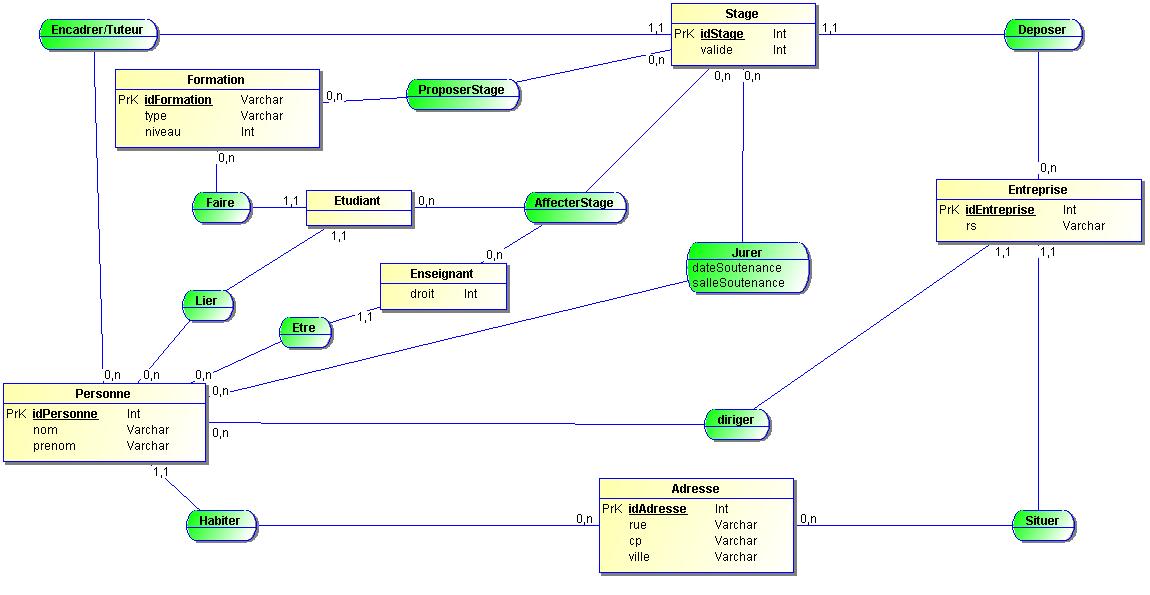 Encadrer/Tuteur
1,1
Stage
PrK idStage Int
valide Int
1,1
Deposer
0,n
0,n
0,n
Formation
PrK idFormation Varchar
type Varchar
niveau Int
0,n
ProposerStage
0,n
0,n
Faire
1,1
Etudiant
0,n
AffecterStage
Entreprise
PrK idEntreprise Int
rs Varchar
1,1
0,n
1,1
1,1
Enseignant
droit Int
Jurer
dateSoutenance
salleSoutenance
Lier
Etre
1,1
0,n
0,n
0,n
0,n
Personne
PrK idPersonne Int
nom Varchar
prenom Varchar
0,n
diriger
1,1
Habiter
0,n
Adresse
PrK idAdresse Int
rue Varchar
cp Varchar
ville Varchar
0,n
Situer